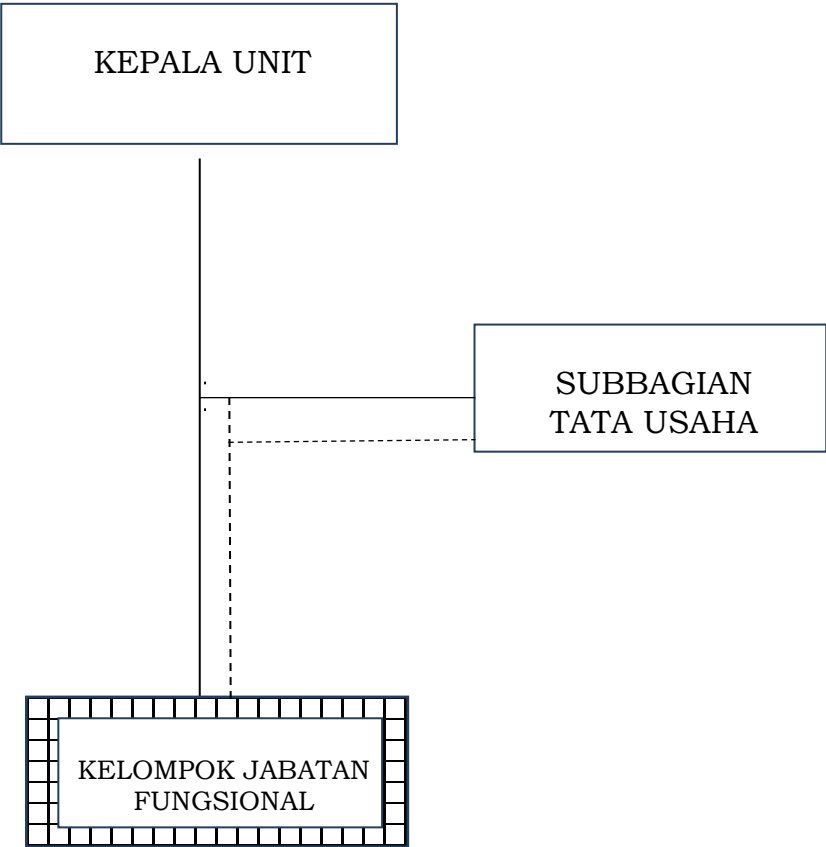 KEPALA UNIT
SUBBAGIAN
TATA USAHA
KELOMPOK JABATAN
FUNGSIONAL